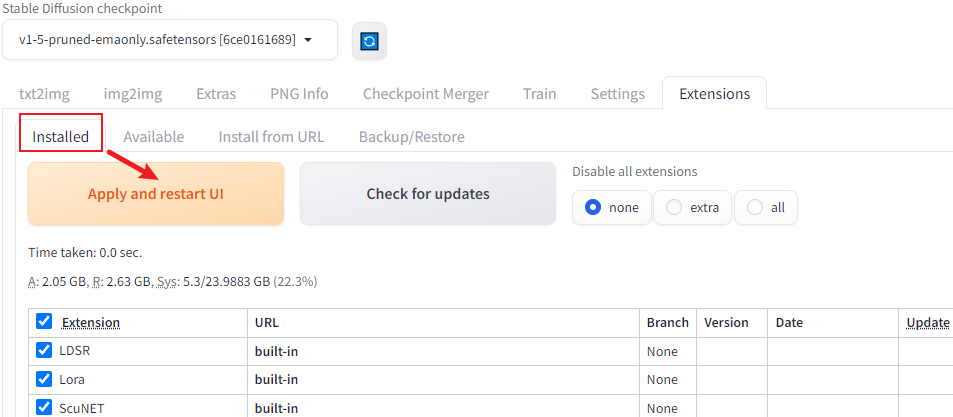 Stable Diffusion checkpoint
v1-5-pruned-emaonly.safetensors [6ce0161689]
txt2img img2img Extras PNG Info Checkpoint Merger Train Settings Extensions
Installed Available Install from URL Backup/Restore
Apply and restart UI Check for updates Disable all extensions
none extra all
Time taken: 0.0 sec.
A: 2.05 GB, R: 2.63 GB, Sys: 5.3/23.9883 GB (22.3%)
Extension URL Branch Version Date Update
LDSR built-in None
Lora built-in None
ScuNET built-in None